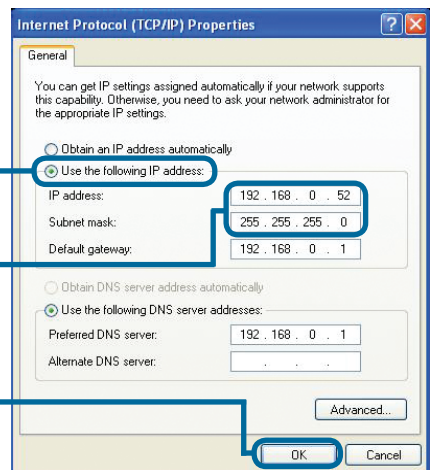 Internet Protocol (TCP/IP) Properties
General
You can get IP settings assigned automatically if your network supports
this capability. Otherwise, you need to ask your network administrator for
the appropriate IP settings.
Obtain an IP address automatically
Use the following IP address:
IP address: 192 . 168 . 0 . 52
Subnet mask: 255 . 255 . 255 . 0
Default gateway: 192 . 168 . 0 . 1
Obtain DNS server address automatically
Use the following DNS server addresses:
Preferred DNS server: 192 . 168 . 0 . 1
Alternate DNS server: . . .
Advanced...
OK Cancel